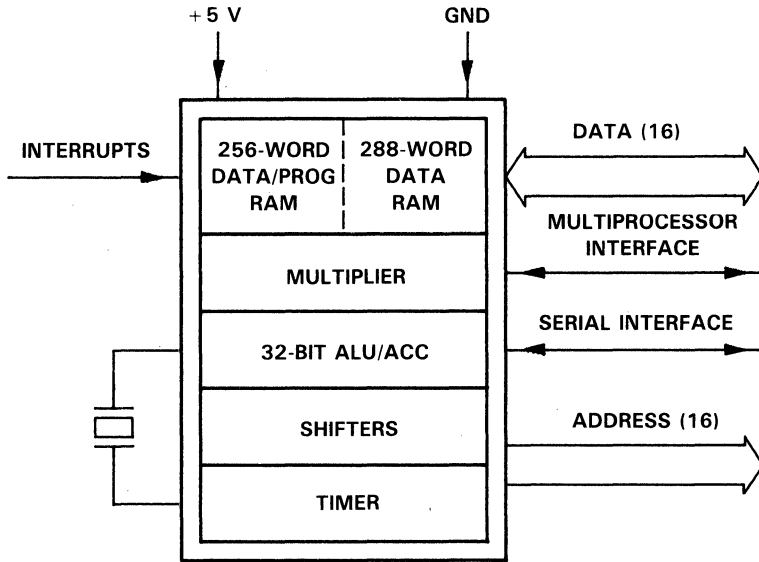 +5 V
GND
INTERRUPTS
256-WORD
DATA/PROG
RAM
288-WORD
DATA
RAM
DATA (16)
MULTIPROCESSOR
INTERFACE
MULTIPLIER
SERIAL INTERFACE
32-BIT ALU/ACC
ADDRESS (16)
SHIFTERS
TIMER